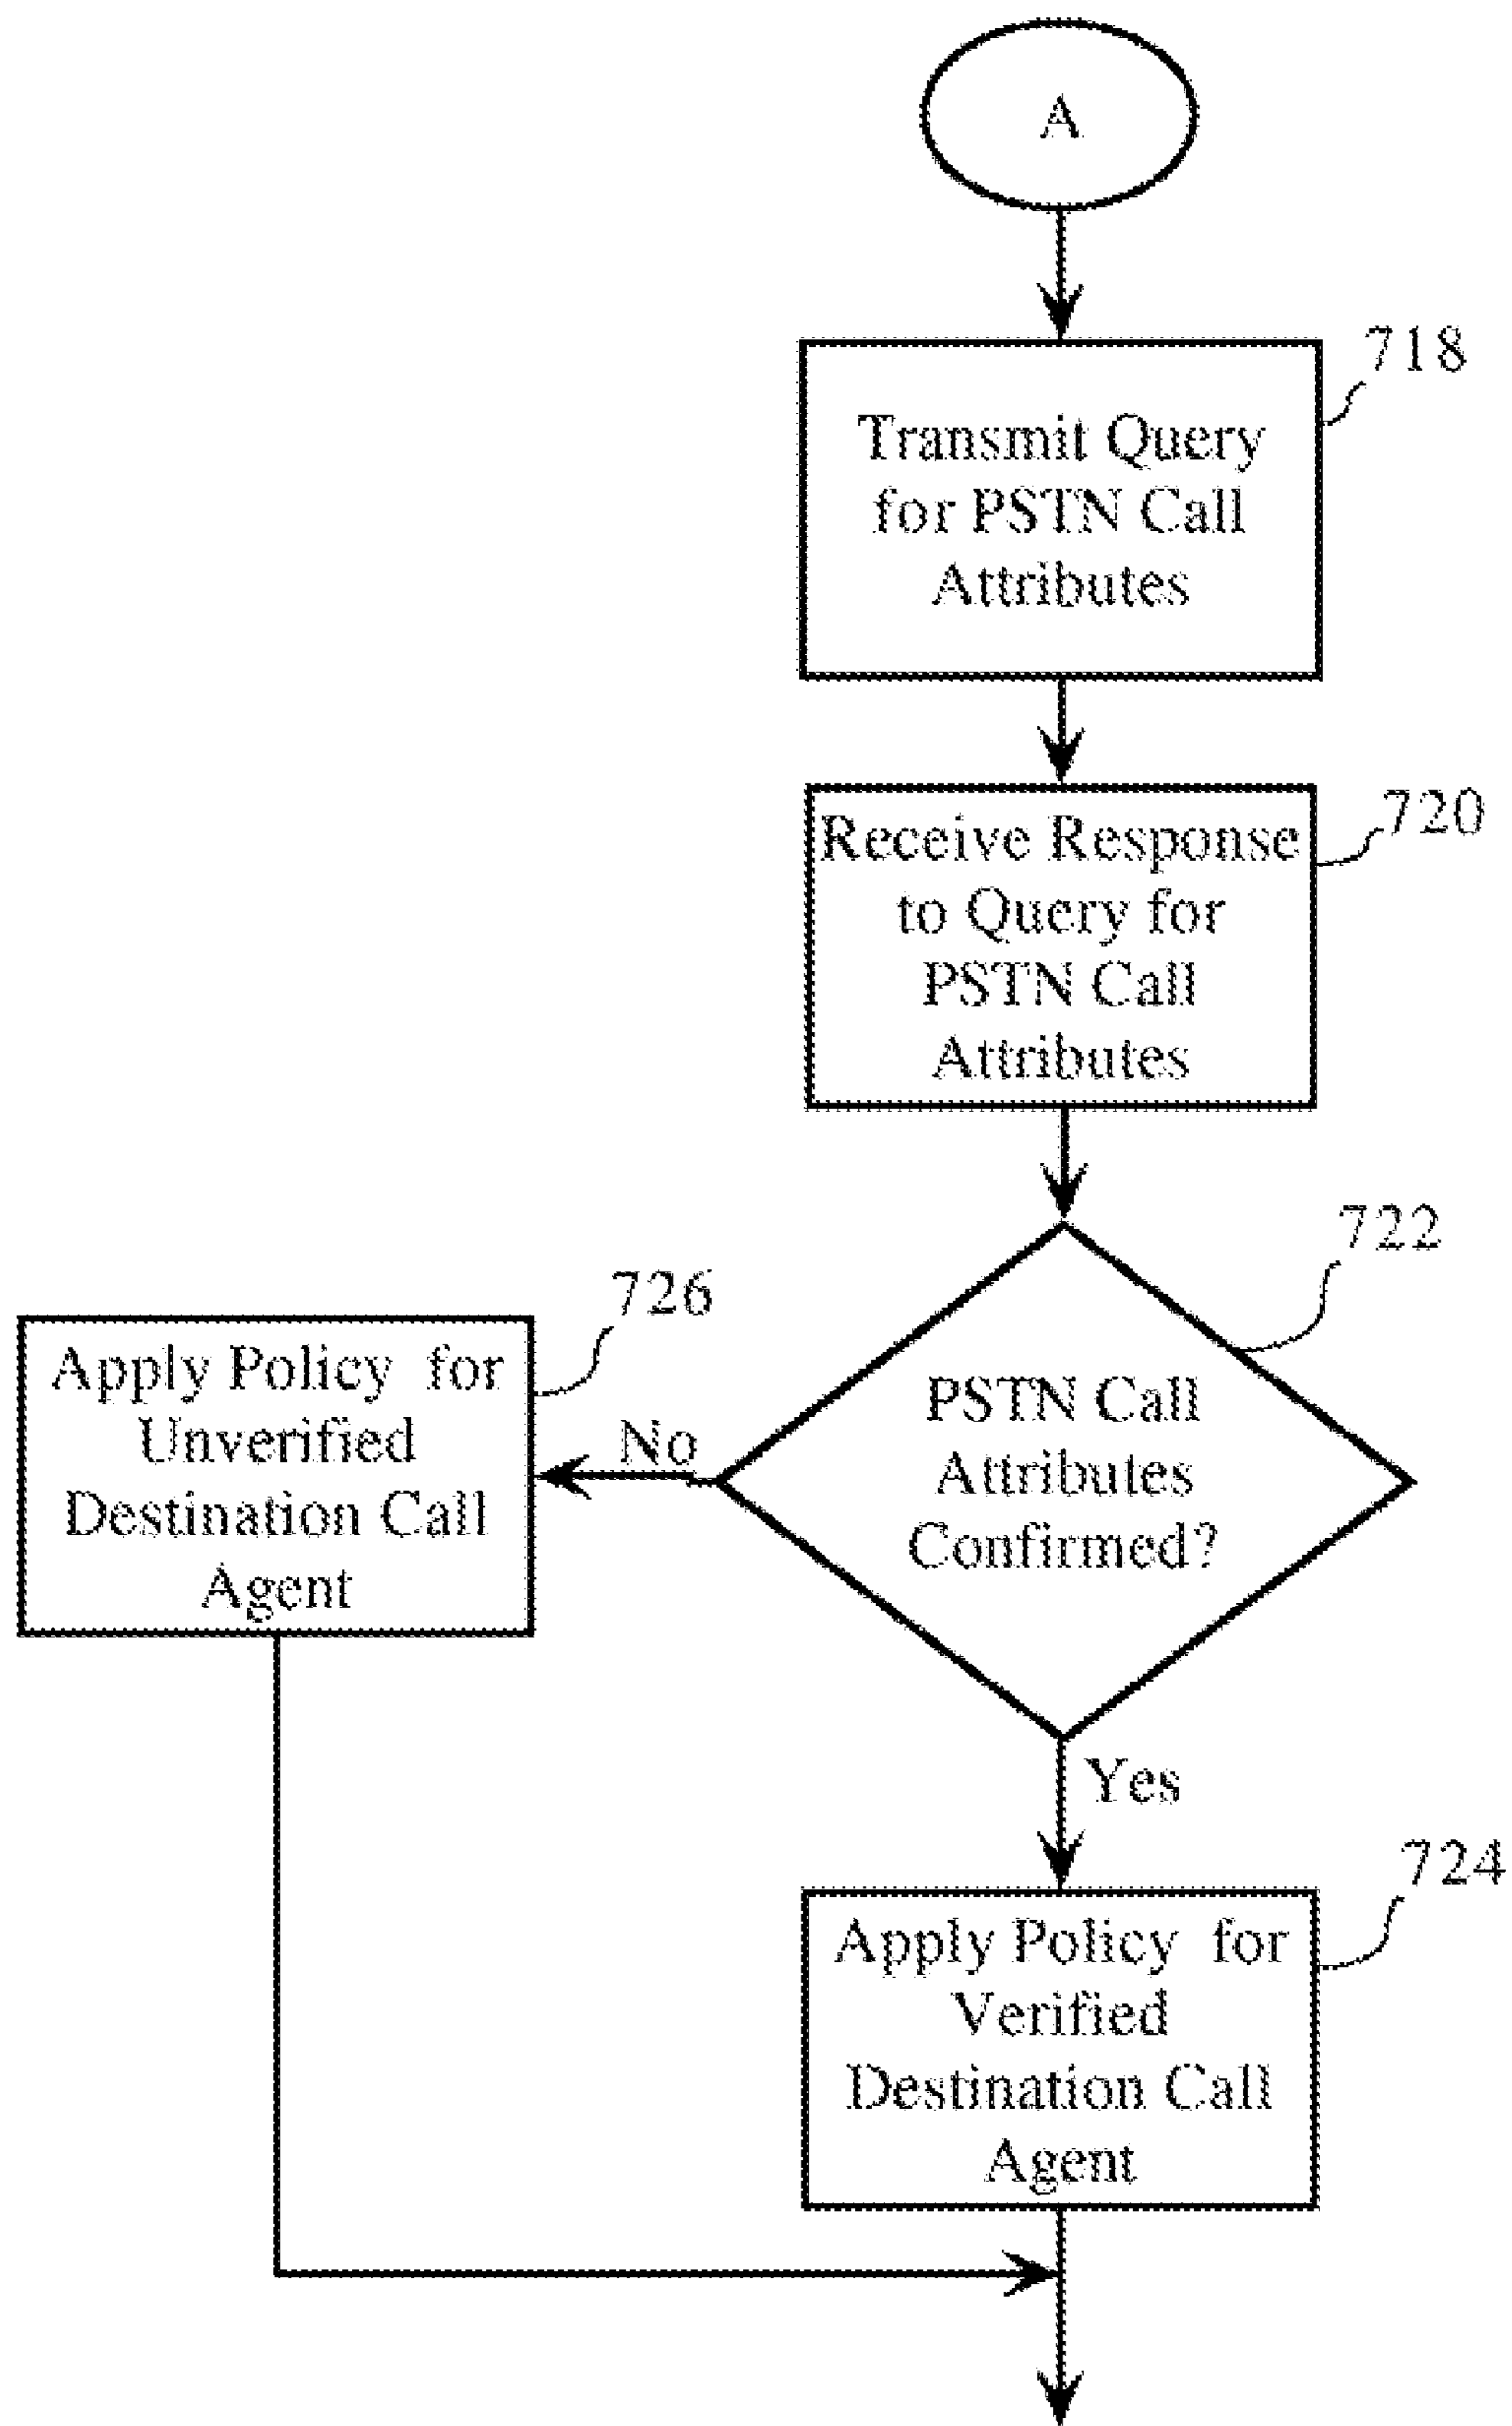 A
718
Transmit Query
for PSTN Call
Attributes
720
Receive Response
to Query for
PSTN Call
Attributes
722
PSTN Call
Attributes
Confirmed?
No
726
Apply Policy for
Unverified
Destination Call
Agent
Yes
724
Apply Policy for
Verified
Destination Call
Agent